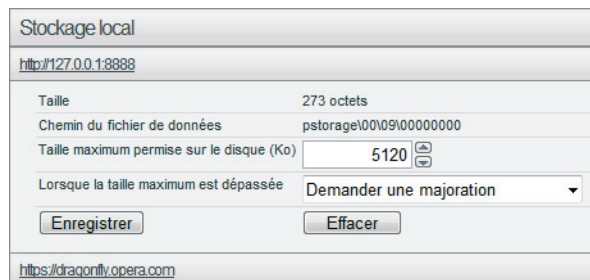 Stockage local
http://127.0.0.1:8888
Taille 273 octets
Chemin du fichier de données pstorage\00\09\00000000
Taille maximum permise sur le disque (Ko) 5120
Lorsque la taille maximum est dépassée Demander une majoration
Enregistrer Effacer
https://dragonfly.opera.com